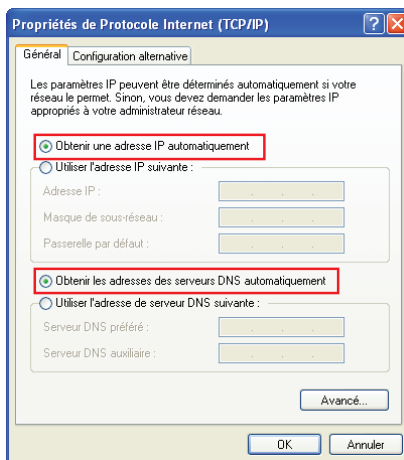 Propriétés de Protocole Internet (TCP/IP)
Général
Configuration alternative
Les paramètres IP peuvent être déterminés automatiquement si votre
réseau le permet. Sinon, vous devez demander les paramètres IP
appropriés à votre administrateur réseau.
Obtenir une adresse IP automatiquement
Utiliser l'adresse IP suivante :
Adresse IP :
Masque de sous-réseau :
Passerelle par défaut :
Obtenir les adresses des serveurs DNS automatiquement
Utiliser l'adresse de serveur DNS suivante :
Serveur DNS préféré :
Serveur DNS auxiliaire :
Avancé...
OK
Annuler